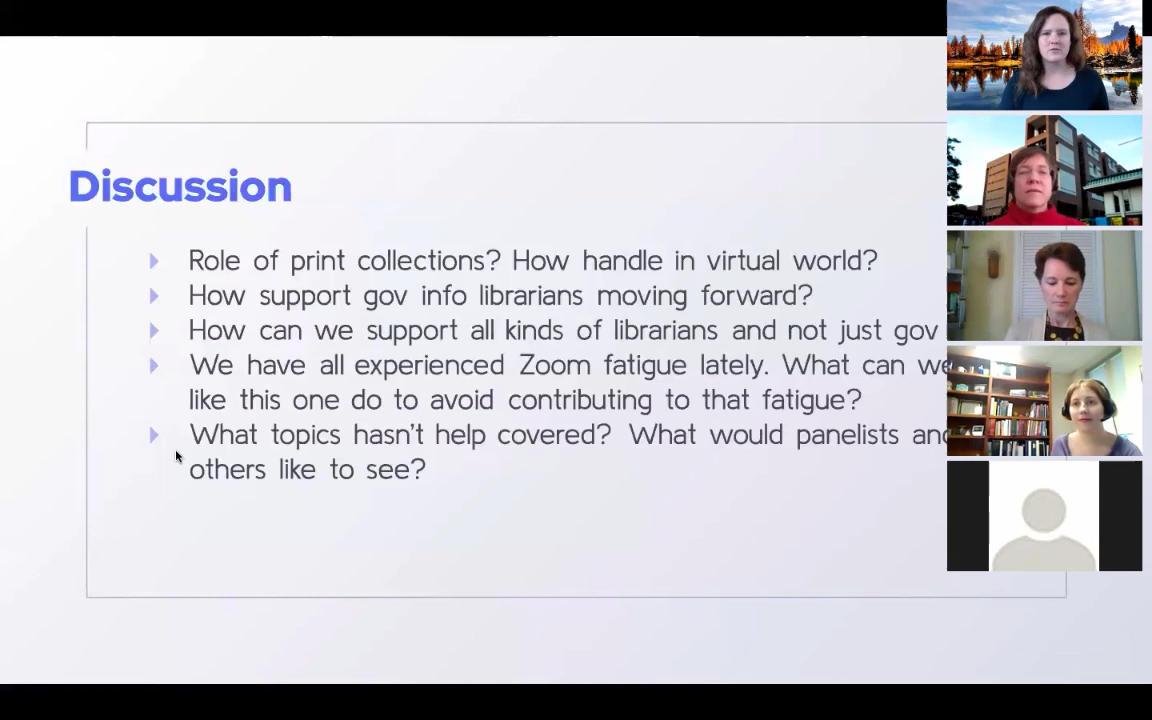 Discussion
Role of print collections? How handle in virtual world?
How support gov info librarians moving forward?
How can we support all kinds of librarians and not just gov
We have all experienced Zoom fatigue lately. What can we
like this one do to avoid contributing to that fatigue?
What topics hasn't help covered? What would panelists and
others like to see?